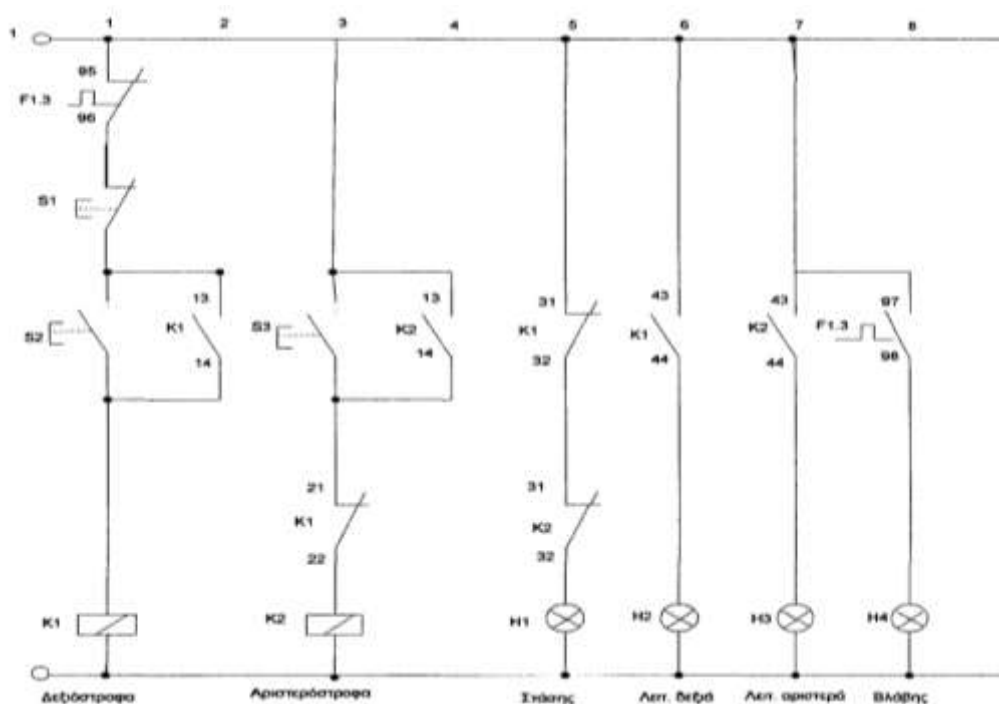 1 2 3 4 5 6 7 8
1
95
F1.3
96
S1
13 13 31 43 43 97
S2 K1 S3 K2 K1 K1 K2 F1.3
14 14 32 44 44 98
21 31
K1 K2
22 32
K1 K2 H1 H2 H3 H4
Δεξιόστροφα Αριστερόστροφα Στάσης Λειτ. δεξιά Λειτ. αριστερά Βλάβης